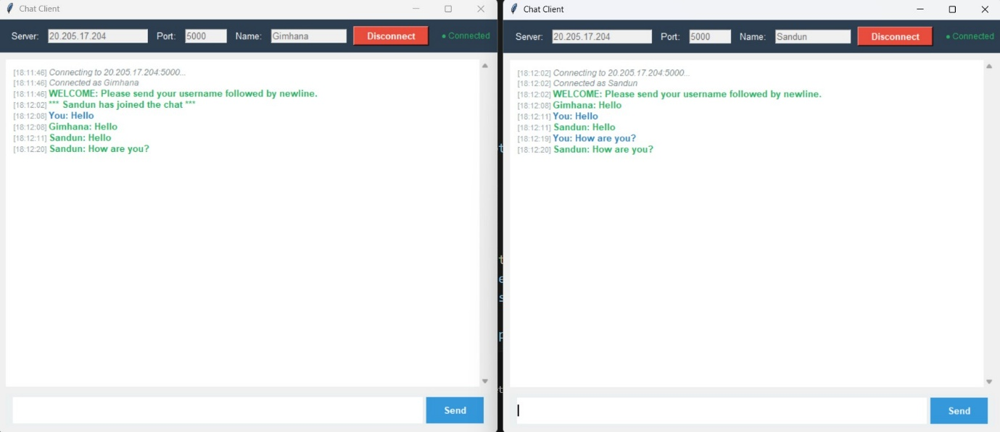 Chat Client
Server: 20.205.17.204 Port: 5000 Name: Gimhana Disconnect ● Connected
[18:11:46] Connecting to 20.205.17.204:5000...
[18:11:46] Connected as Gimhana
[18:11:46] WELCOME: Please send your username followed by newline.
[18:12:02] *** Sandun has joined the chat ***
[18:12:08] You: Hello
[18:12:08] Gimhana: Hello
[18:12:11] Sandun: Hello
[18:12:20] Sandun: How are you?
Send
Chat Client
Server: 20.205.17.204 Port: 5000 Name: Sandun Disconnect ● Connected
[18:12:02] Connecting to 20.205.17.204:5000...
[18:12:02] Connected as Sandun
[18:12:02] WELCOME: Please send your username followed by newline.
[18:12:08] Gimhana: Hello
[18:12:11] You: Hello
[18:12:11] Sandun: Hello
[18:12:19] You: How are you?
[18:12:20] Sandun: How are you?
Send